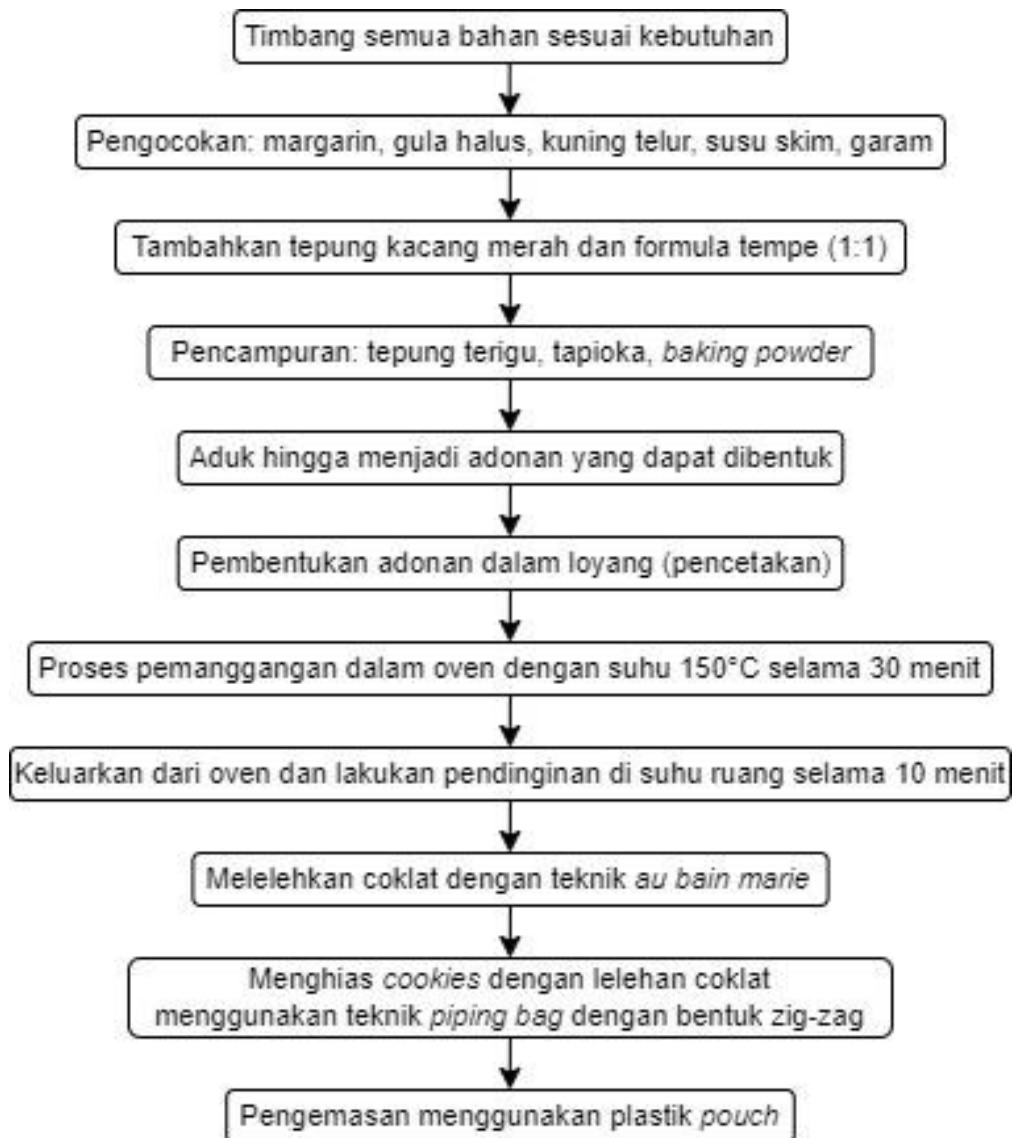 Timbang semua bahan sesuai kebutuhan
Pengocokan: margarin, gula halus, kuning telur, susu skim, garam
Tambahkan tepung kacang merah dan formula tempe (1:1)
Pencampuran: tepung terigu, tapioka, baking powder
Aduk hingga menjadi adonan yang dapat dibentuk
Pembentukan adonan dalam loyang (pencetakan)
Proses pemanggangan dalam oven dengan suhu 150°C selama 30 menit
Keluarkan dari oven dan lakukan pendinginan di suhu ruang selama 10 menit
Melelehkan coklat dengan teknik au bain marie
Menghias cookies dengan lelehan coklat
menggunakan teknik piping bag dengan bentuk zig-zag
Pengemasan menggunakan plastik pouch